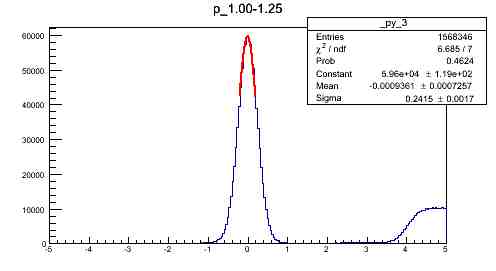 p_1.00-1.25
_py_3
Entries 1568346
χ² / ndf 6.685 / 7
Prob 0.4624
Constant 5.96e+04 ± 1.19e+02
Mean -0.0009361 ± 0.0007257
Sigma 0.2415 ± 0.0017
60000
50000
40000
30000
20000
10000
0
-5 -4 -3 -2 -1 0 1 2 3 4 5